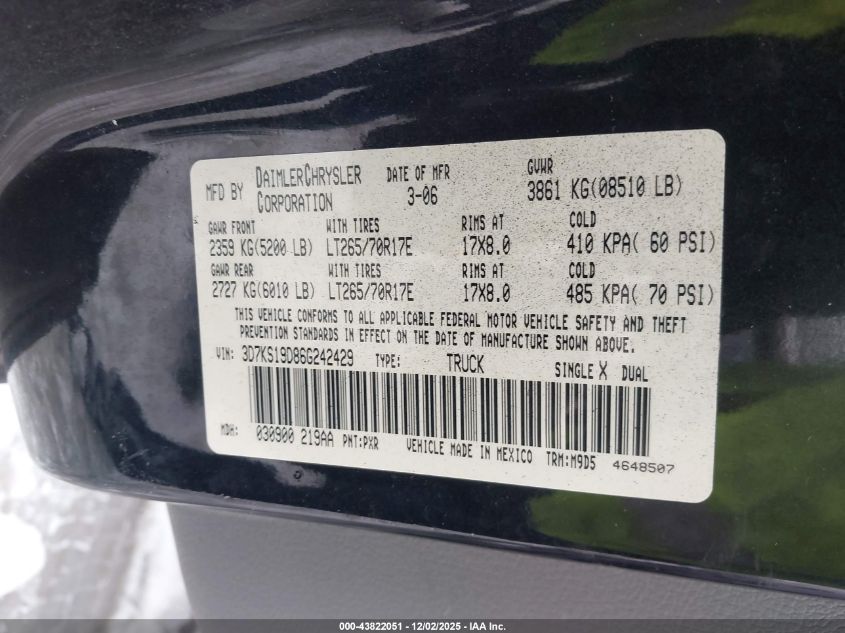 MFD BY DAIMLERCHRYSLER CORPORATION DATE OF MFR 3-06 GVWR 3861 KG(08510 LB)
GAWR FRONT WITH TIRES RIMS AT COLD
2359 KG(5200 LB) LT265/70R17E 17X8.0 410 KPA( 60 PSI)
GAWR REAR WITH TIRES RIMS AT COLD
2727 KG(6010 LB) LT265/70R17E 17X8.0 485 KPA( 70 PSI)
THIS VEHICLE CONFORMS TO ALL APPLICABLE FEDERAL MOTOR VEHICLE SAFETY AND THEFT
PREVENTION STANDARDS IN EFFECT ON THE DATE OF MANUFACTURE SHOWN ABOVE.
VIN: 3D7KS19D86G242429 TYPE: TRUCK SINGLE X DUAL
MDH: 030900 219AA PNT:PXR VEHICLE MADE IN MEXICO TRM:M9D5 4648507
000-43822051 - 12/02/2025 - IAA Inc.